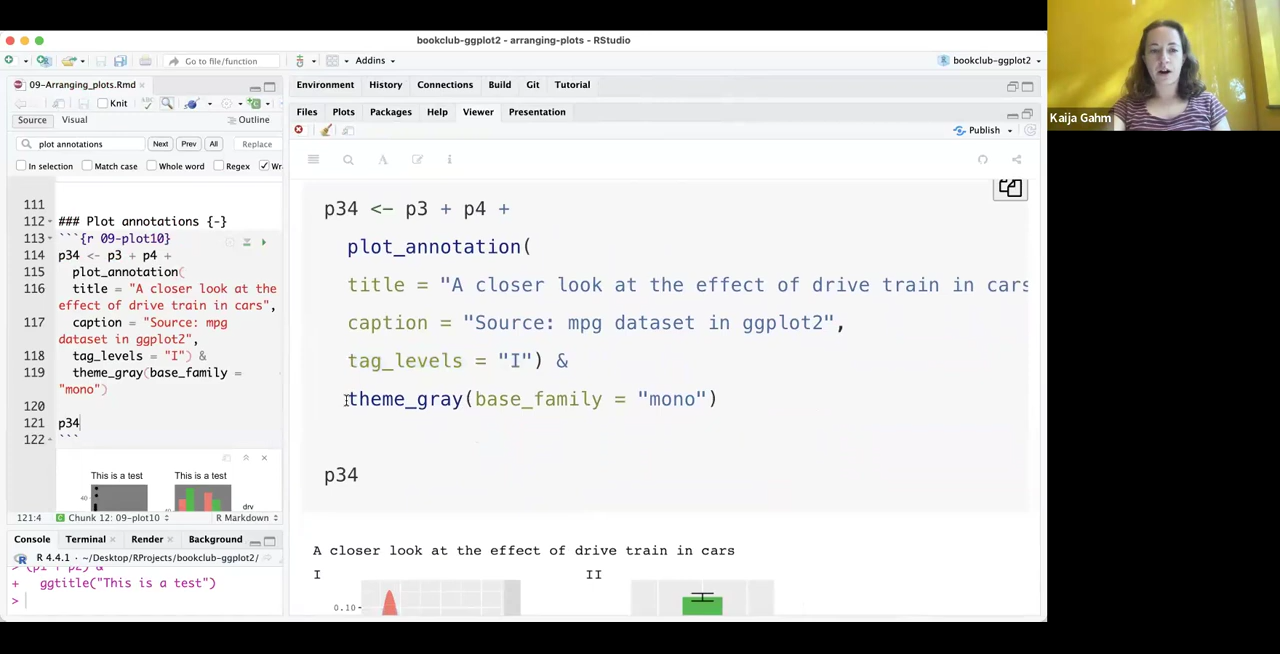 bookclub-ggplot2 - arranging-plots - RStudio
Go to file/function
Addins
bookclub-ggplot2
09-Arranging_plots.Rmd
Knit
Source Visual Outline
plot annotations Next Prev All Replace
In selection Match case Whole word Regex Wr
111
112 ### Plot annotations {-}
113 ```{r 09-plot10}
114 p34 <- p3 + p4 +
115 plot_annotation(
116 title = "A closer look at the
effect of drive train in cars",
117 caption = "Source: mpg
dataset in ggplot2",
118 tag_levels = "I") &
119 theme_gray(base_family =
"mono")
120
121 p34
122 ```
This is a test This is a test
40
40
drv
121:4 Chunk 12: 09-plot10 R Markdown
Console Terminal Render Background
R 4.4.1 · ~/Desktop/RProjects/bookclub-ggplot2/
> (p1 + p2) &
+ ggtitle("This is a test")
>
Environment History Connections Build Git Tutorial
Files Plots Packages Help Viewer Presentation
Publish
p34 <- p3 + p4 +
plot_annotation(
title = "A closer look at the effect of drive train in cars
caption = "Source: mpg dataset in ggplot2",
tag_levels = "I") &
theme_gray(base_family = "mono")
p34
A closer look at the effect of drive train in cars
I II
0.10
Kaija Gahm